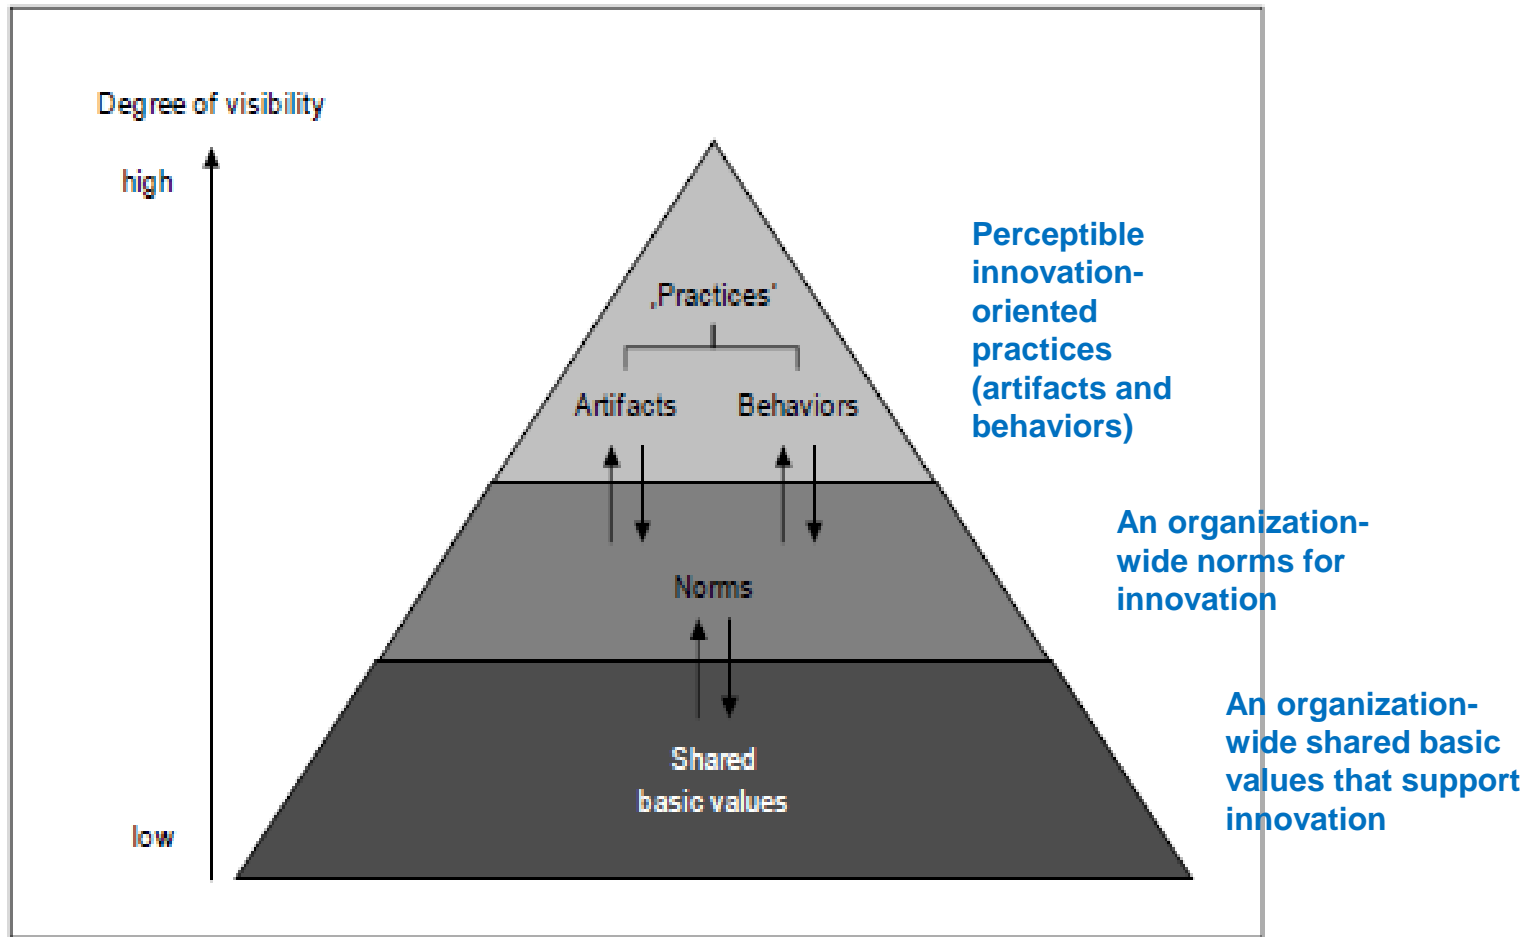 Degree of visibility
high
‚Practices'
Artifacts
Behaviors
Norms
Shared
basic values
low
Perceptible
innovation-
oriented
practices
(artifacts and
behaviors)
An organization-
wide norms for
innovation
An organization-
wide shared basic
values that support
innovation